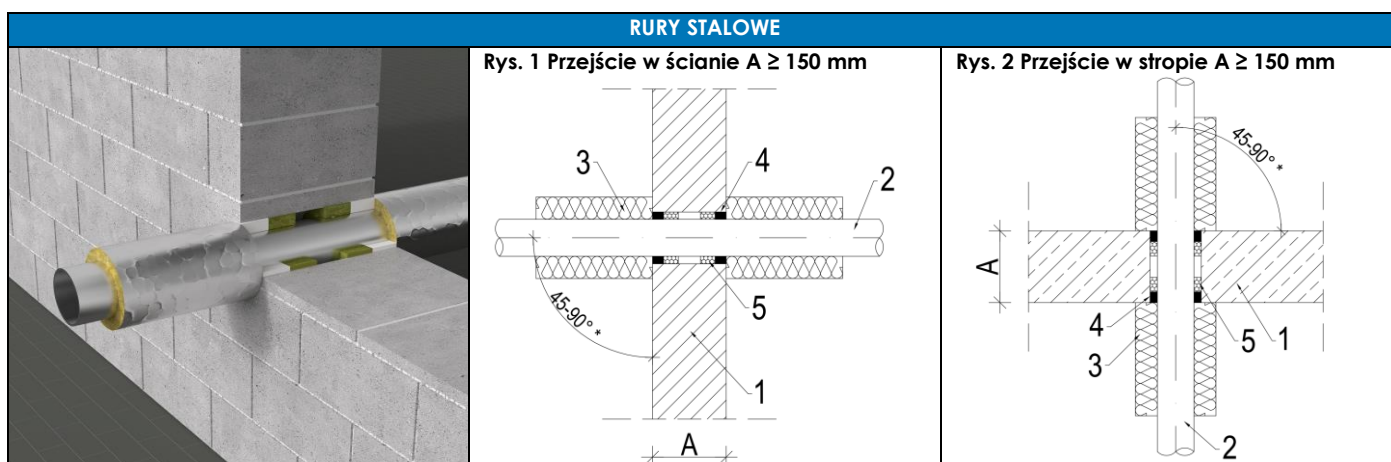 RURY STALOWE
Rys. 1 Przejście w ścianie A ≥ 150 mm
3
4
2
45-90°*
5
1
A
Rys. 2 Przejście w stropie A ≥ 150 mm
45-90°*
A
4
3
5
1
2